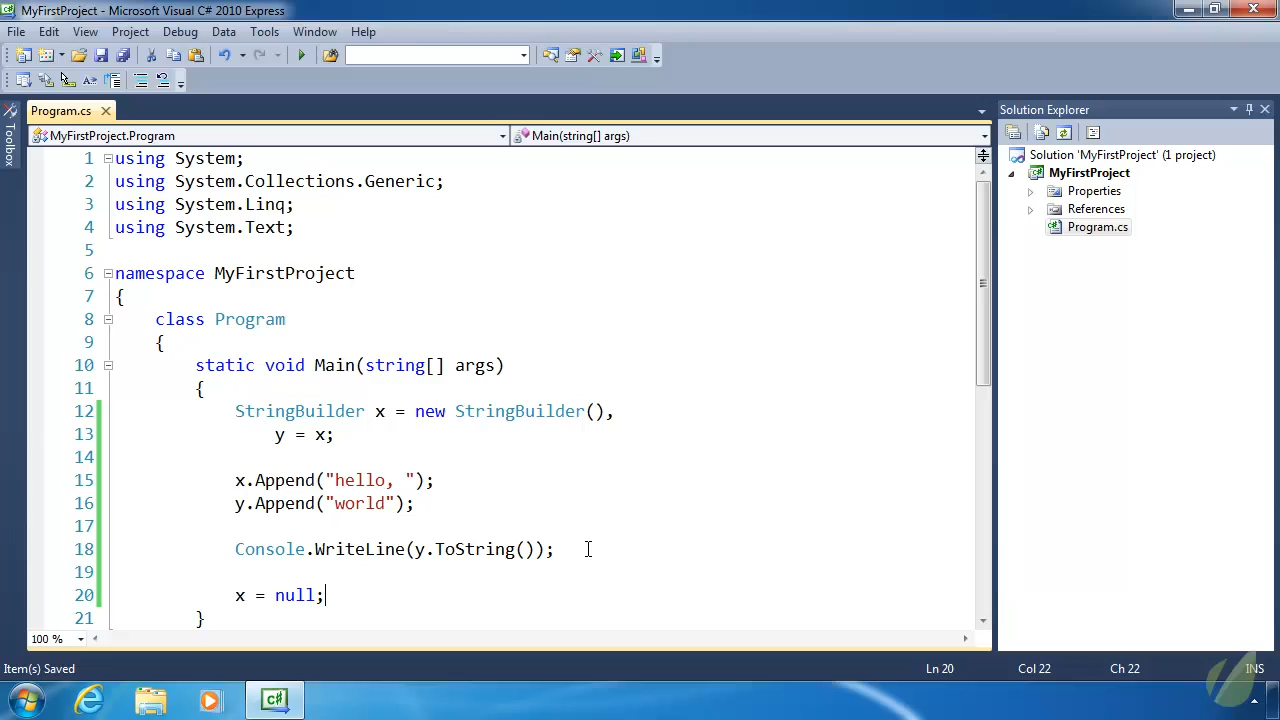 MyFirstProject - Microsoft Visual C# 2010 Express
File Edit View Project Debug Data Tools Window Help
Program.cs
Solution Explorer
MyFirstProject.Program
Main(string[] args)
Toolbox
Solution 'MyFirstProject' (1 project)
MyFirstProject
Properties
References
Program.cs
1 using System;
2 using System.Collections.Generic;
3 using System.Linq;
4 using System.Text;
5
6 namespace MyFirstProject
7 {
8 class Program
9 {
10 static void Main(string[] args)
11 {
12 StringBuilder x = new StringBuilder(),
13 y = x;
14
15 x.Append("hello, ");
16 y.Append("world");
17
18 Console.WriteLine(y.ToString());
19
20 x = null;
21 }
100 %
Item(s) Saved
Ln 20 Col 22 Ch 22 INS
C#